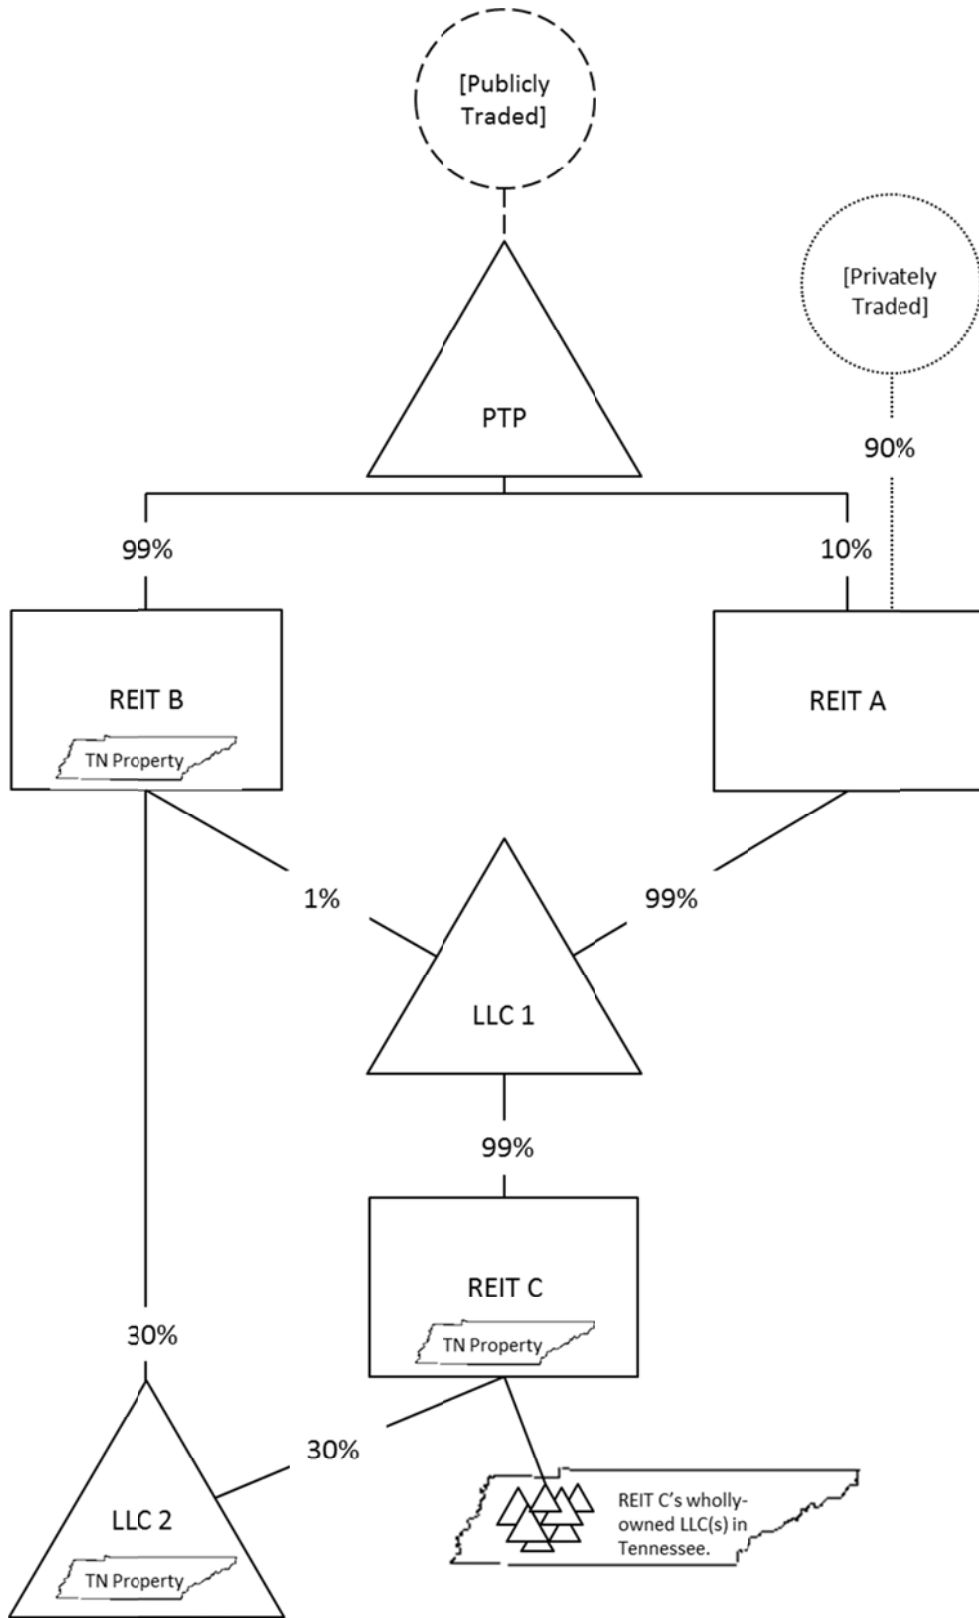 [Publicly
Traded]
[Privately
Traded]
PTP
90%
99%
10%
REIT B
TN Property
REIT A
1%
99%
LLC 1
99%
REIT C
TN Property
30%
30%
LLC 2
TN Property
REIT C's wholly-
owned LLC(s) in
Tennessee.